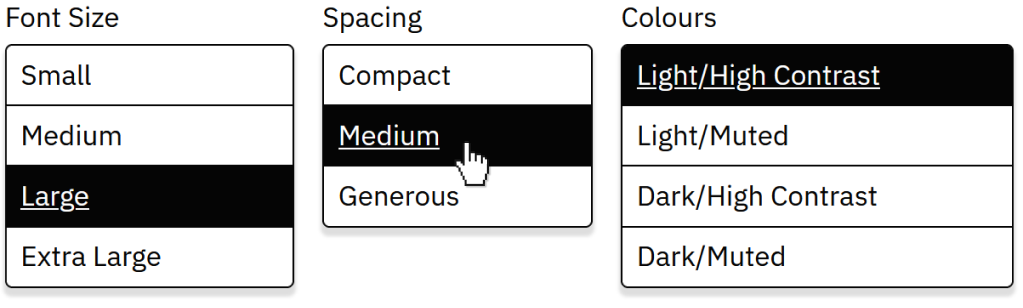 Font Size
Small
Medium
Large
Extra Large
Spacing
Compact
Medium
Generous
Colours
Light/High Contrast
Light/Muted
Dark/High Contrast
Dark/Muted